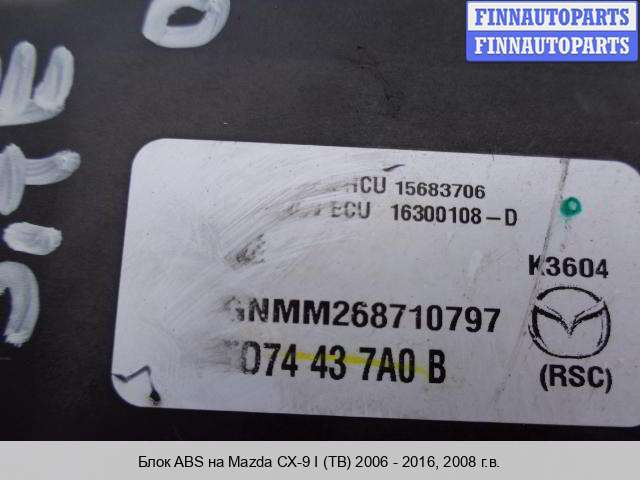 FINNAUTOPARTS
FINNAUTOPARTS
HCU 15683706
ECU 16300108-D
K3604
GNMM268710797
TD74 43 7A0 B
(RSC)
Блок ABS на Mazda CX-9 I (TB) 2006 - 2016, 2008 г.в.